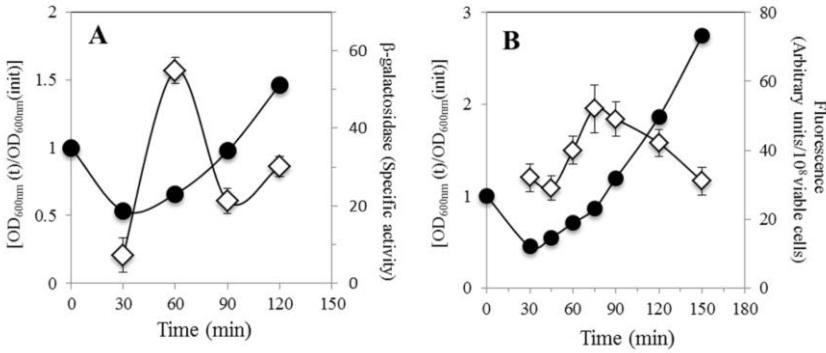 A
2
1.5
1
0.5
0
[OD600nm (t)/OD600nm(init)]
60
40
20
0
β-galactosidase (Specific activity)
0 30 60 90 120 150
Time (min)
B
3
2
1
0
[OD600nm (t)/OD600nm(init)]
80
60
40
20
0
Fluorescence
(Arbitrary units/10⁸ viable cells)
0 30 60 90 120 150 180
Time (min)